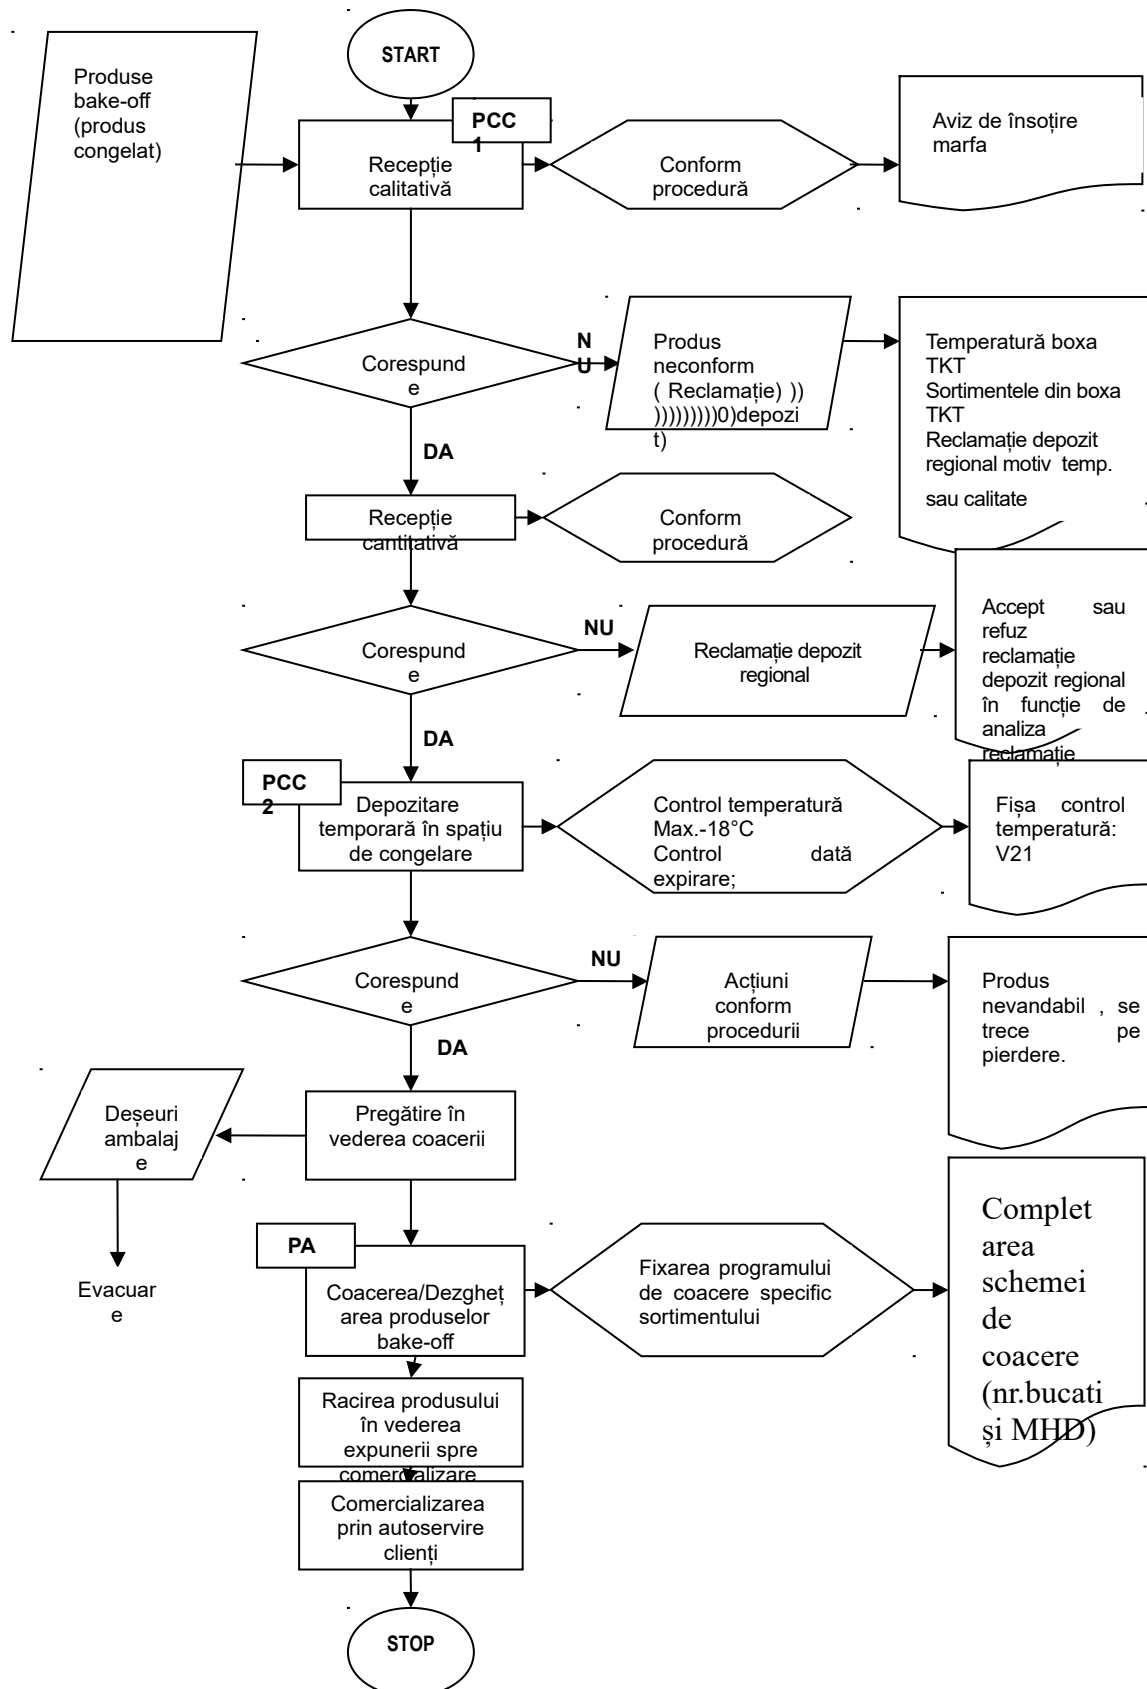 START
Produse
bake-off
(produs
congelat)
PCC
1
Recepție
calitativă
Conform
procedură
Aviz de însoțire
marfa
Corespund
e
N
U
Produs
neconform
( Reclamație) ))
)))))))))0)depozi
t)
Temperatură boxa
TKT
Sortimentele din boxa
TKT
Reclamație depozit
regional motiv temp.
sau calitate
DA
Recepție
cantitativă
Conform
procedură
Corespund
e
NU
Reclamație depozit
regional
Accept sau
refuz
reclamație
depozit regional
în funcție de
analiza
reclamație
DA
PCC
2
Depozitare
temporară în spațiu
de congelare
Control temperatură
Max.-18°C
Control dată
expirare;
Fișa control
temperatură:
V21
Corespund
e
NU
Acțiuni
conform
procedurii
Produs
nevandabil , se
trece pe
pierdere.
DA
Deșeuri
ambalaj
e
Pregătire în
vederea coacerii
Evacuar
e
PA
Coacerea/Dezgheț
area produselor
bake-off
Fixarea programului
de coacere specific
sortimentului
Complet
area
schemei
de
coacere
(nr.bucati
și MHD)
Racirea produsului
în vederea
expunerii spre
comercializare
Comercializarea
prin autoservire
clienți
STOP